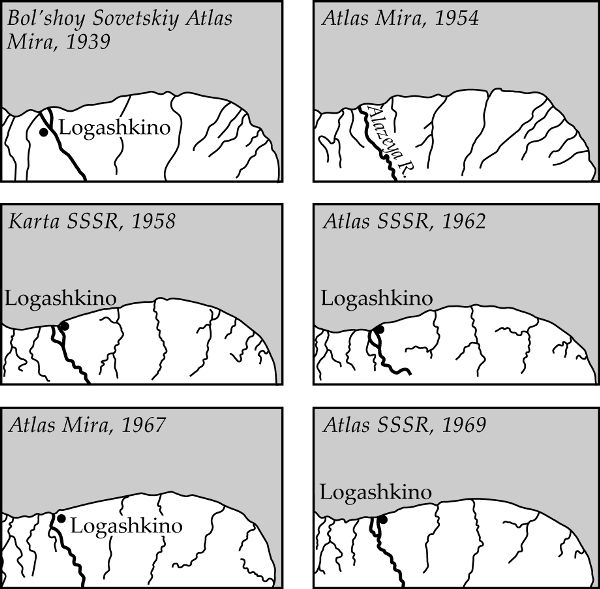 Bol'shoy Sovetskiy Atlas
Mira, 1939
Logashkino
Atlas Mira, 1954
Alazeya R.
Karta SSSR, 1958
Logashkino
Atlas SSSR, 1962
Logashkino
Atlas Mira, 1967
Logashkino
Atlas SSSR, 1969
Logashkino